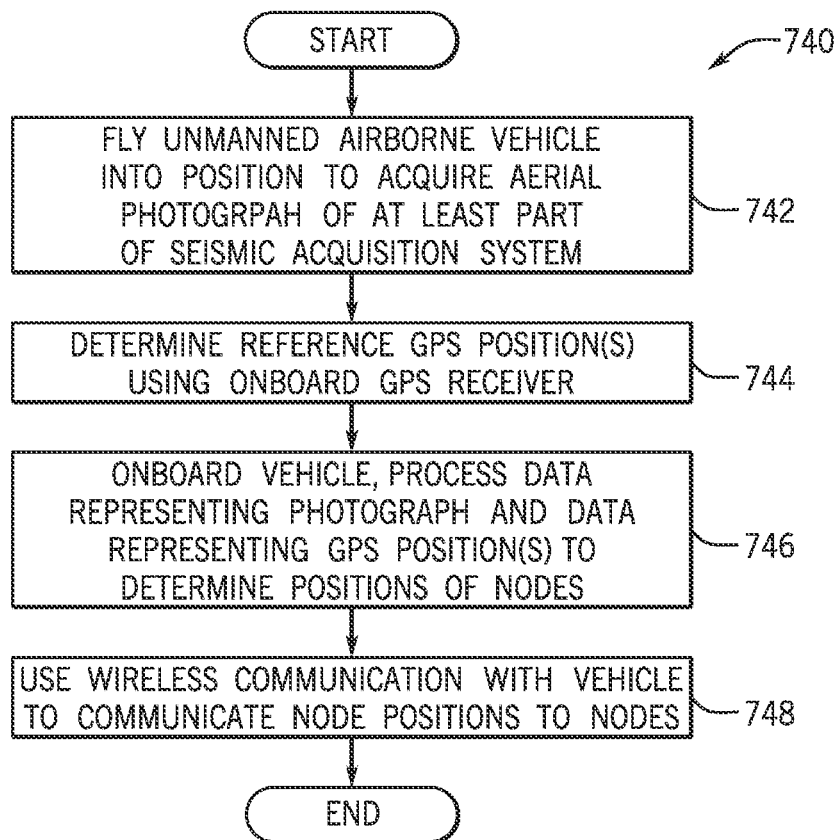 START
740
FLY UNMANNED AIRBORNE VEHICLE
INTO POSITION TO ACQUIRE AERIAL
PHOTOGRPAH OF AT LEAST PART
OF SEISMIC ACQUISITION SYSTEM
742
DETERMINE REFERENCE GPS POSITION(S)
USING ONBOARD GPS RECEIVER
744
ONBOARD VEHICLE, PROCESS DATA
REPRESENTING PHOTOGRAPH AND DATA
REPRESENTING GPS POSITION(S) TO
DETERMINE POSITIONS OF NODES
746
USE WIRELESS COMMUNICATION WITH VEHICLE
TO COMMUNICATE NODE POSITIONS TO NODES
748
END